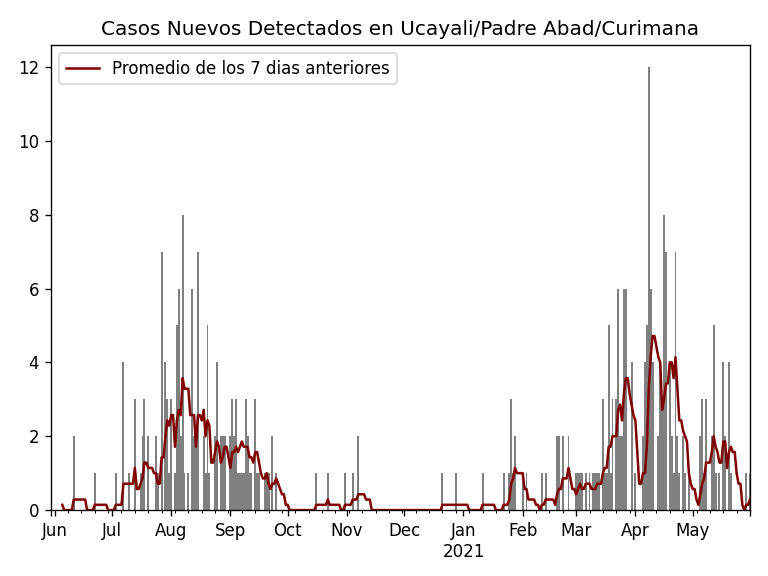 Casos Nuevos Detectados en Ucayali/Padre Abad/Curimana
Promedio de los 7 dias anteriores
12
10
8
6
4
2
0
Jun Jul Aug Sep Oct Nov Dec Jan Feb Mar Apr May
2021